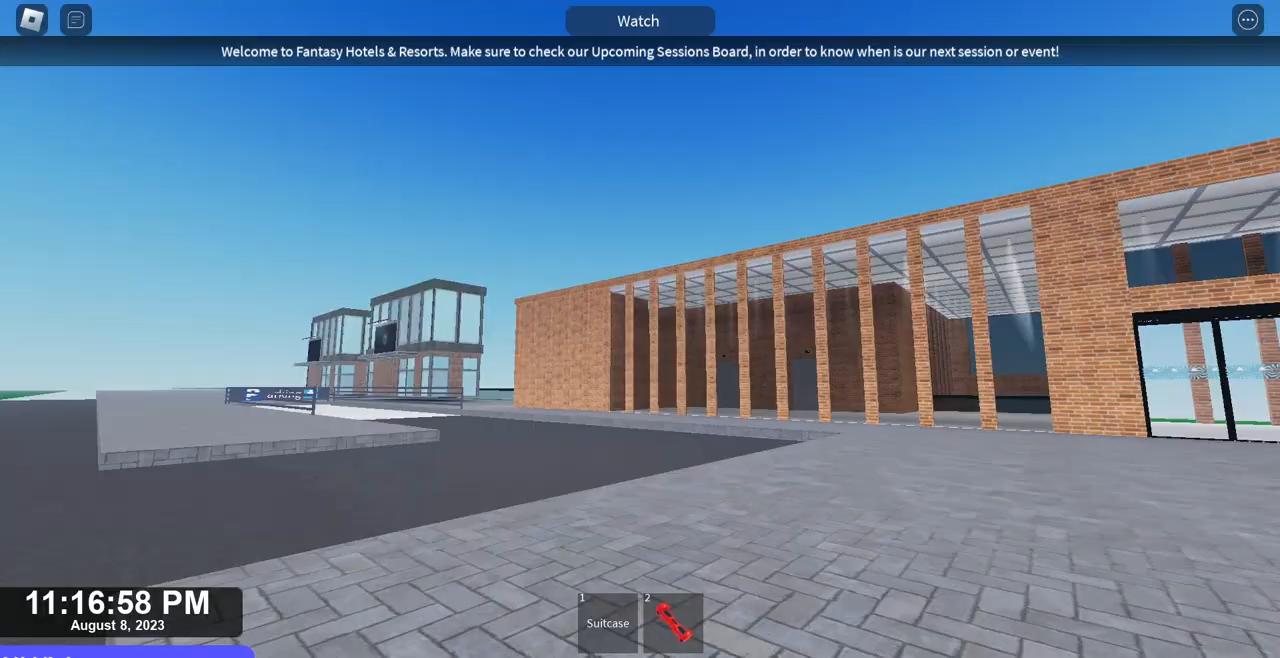 Watch
Welcome to Fantasy Hotels & Resorts. Make sure to check our Upcoming Sessions Board, in order to know when is our next session or event!
arking
11:16:58 PM
August 8, 2023
1
Suitcase
2